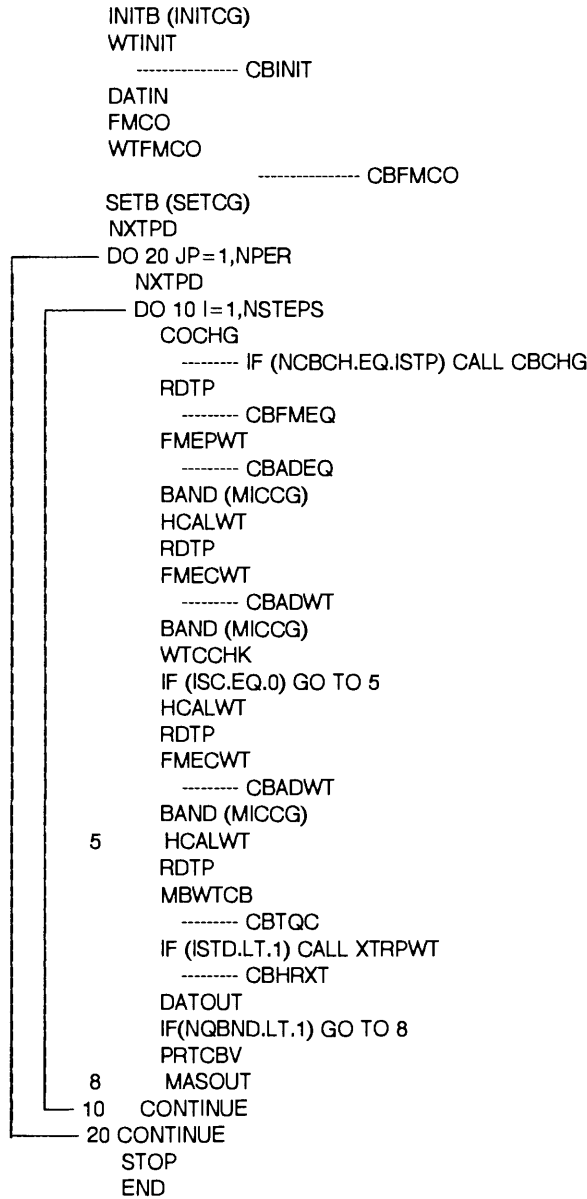 INITB (INITCG)
WTINIT
--------------- CBINIT
DATIN
FMCO
WTFMCO
--------------- CBFMCO
SETB (SETCG)
NXTPD
DO 20 JP=1,NPER
NXTPD
DO 10 I=1,NSTEPS
COCHG
--------- IF (NCBCH.EQ.ISTP) CALL CBCHG
RDTP
--------- CBFMEQ
FMEPWT
--------- CBADEQ
BAND (MICCG)
HCALWT
RDTP
FMECWT
--------- CBADWT
BAND (MICCG)
WTCCHK
IF (ISC.EQ.0) GO TO 5
HCALWT
RDTP
FMECWT
--------- CBADWT
BAND (MICCG)
5 HCALWT
RDTP
MBWTCB
--------- CBTQC
IF (ISTD.LT.1) CALL XTRPWT
--------- CBHRXT
DATOUT
IF(NQBND.LT.1) GO TO 8
PRTCBV
8 MASOUT
10 CONTINUE
20 CONTINUE
STOP
END